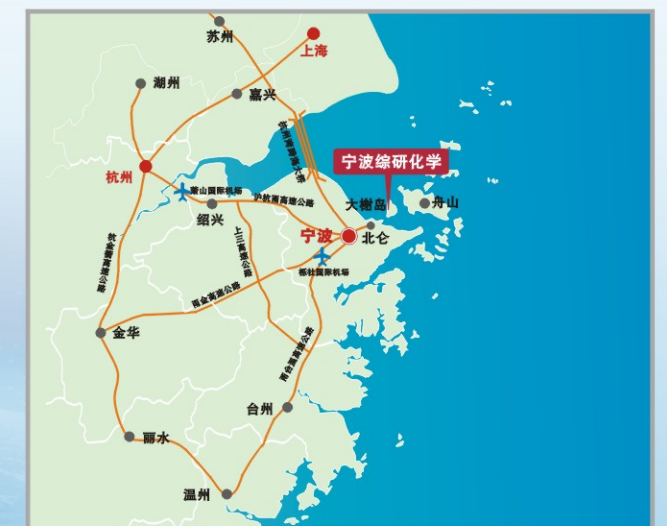 苏州
上海
湖州
嘉兴
杭州湾跨海大桥
宁波综研化学
杭州
萧山国际机场
大榭岛
舟山
绍兴
沪杭甬高速公路
宁波
北仑
上三高速公路
栎社国际机场
杭金衢高速公路
甬金高速公路
金华
甬台温高速公路
台州
丽水
温州